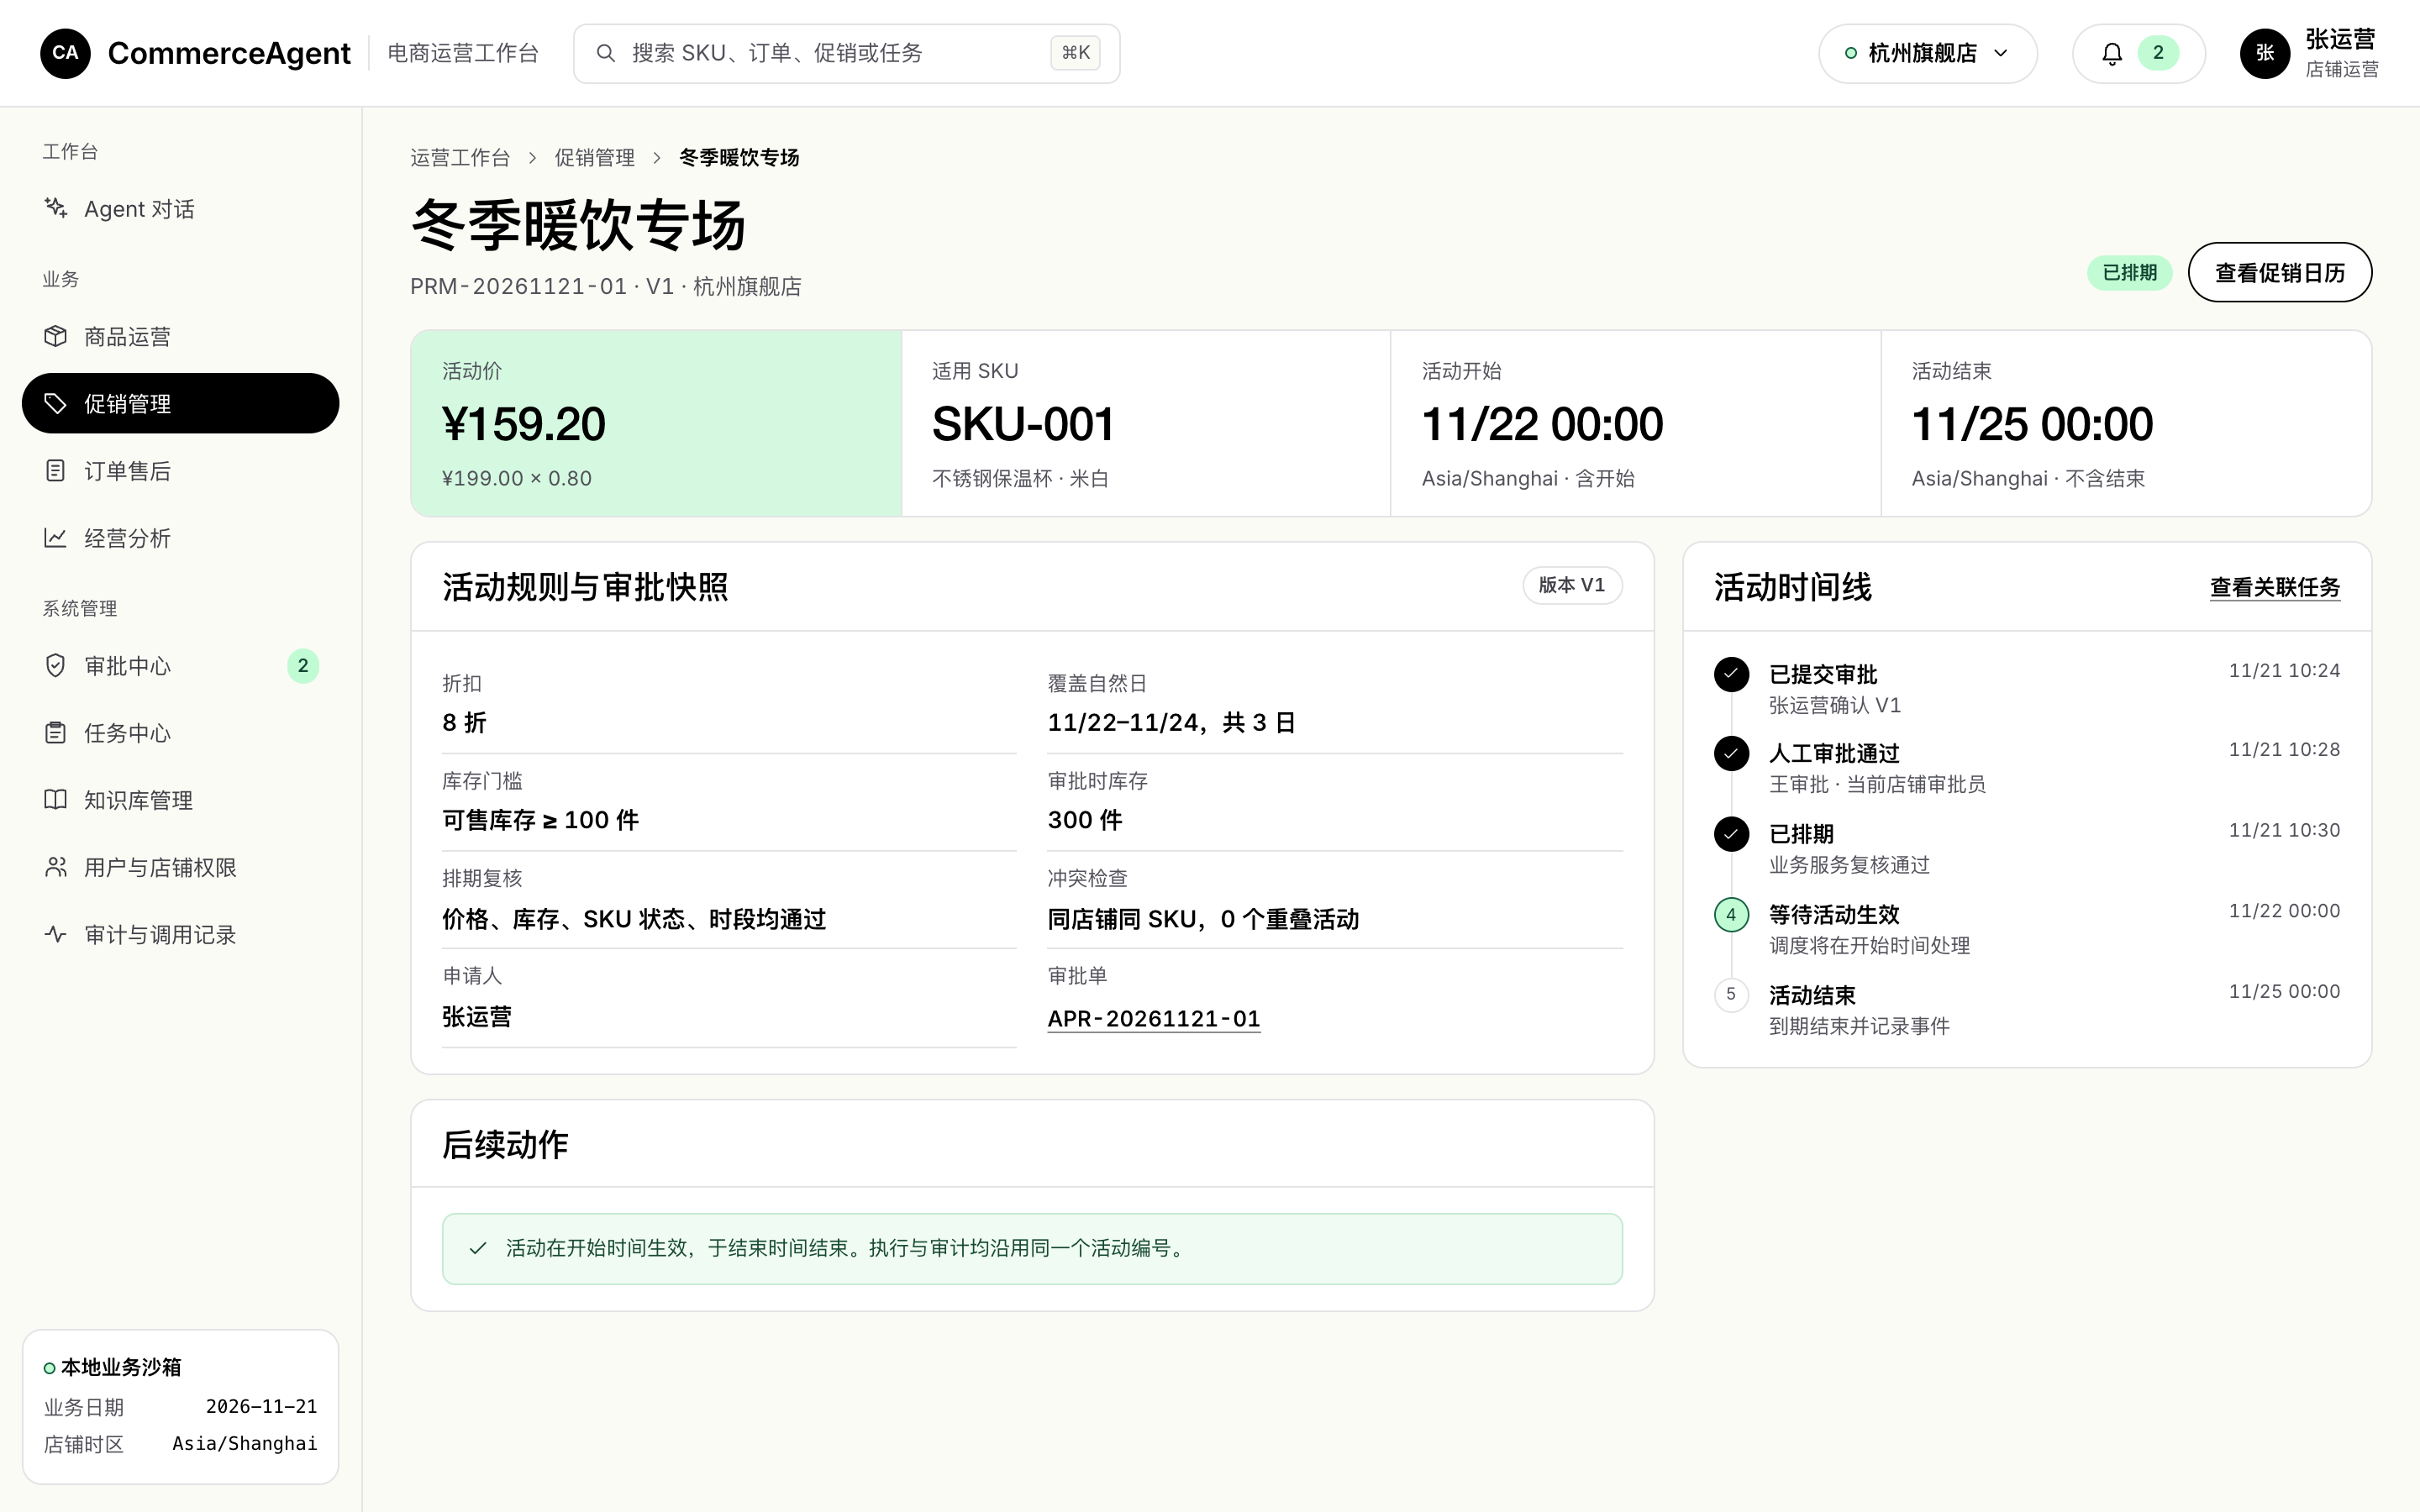 CA CommerceAgent 电商运营工作台 搜索 SKU、订单、促销或任务 ⌘K 杭州旗舰店 2 张 张运营
店铺运营
工作台
Agent 对话
业务
商品运营
促销管理
订单售后
经营分析
系统管理
审批中心 2
任务中心
知识库管理
用户与店铺权限
审计与调用记录
本地业务沙箱
业务日期 2026-11-21
店铺时区 Asia/Shanghai
运营工作台 > 促销管理 > 冬季暖饮专场
冬季暖饮专场
PRM-20261121-01 · V1 · 杭州旗舰店
已排期 查看促销日历
活动价
¥159.20
¥199.00 × 0.80
适用 SKU
SKU-001
不锈钢保温杯 · 米白
活动开始
11/22 00:00
Asia/Shanghai · 含开始
活动结束
11/25 00:00
Asia/Shanghai · 不含结束
活动规则与审批快照 版本 V1
折扣
8 折
覆盖自然日
11/22–11/24，共 3 日
库存门槛
可售库存 ≥ 100 件
审批时库存
300 件
排期复核
价格、库存、SKU 状态、时段均通过
冲突检查
同店铺同 SKU，0 个重叠活动
申请人
张运营
审批单
APR-20261121-01
活动时间线 查看关联任务
已提交审批 11/21 10:24
张运营确认 V1
人工审批通过 11/21 10:28
王审批 · 当前店铺审批员
已排期 11/21 10:30
业务服务复核通过
4 等待活动生效 11/22 00:00
调度将在开始时间处理
5 活动结束 11/25 00:00
到期结束并记录事件
后续动作
活动在开始时间生效，于结束时间结束。执行与审计均沿用同一个活动编号。